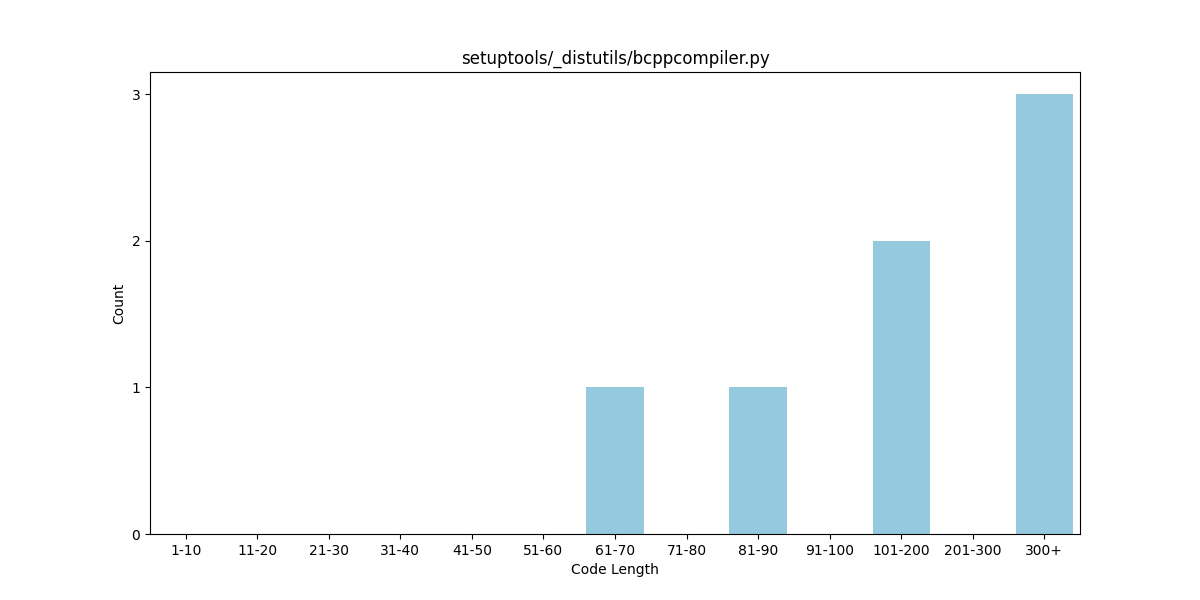 setuptools/_distutils/bcppcompiler.py
3
2
1
0
Count
1-10 11-20 21-30 31-40 41-50 51-60 61-70 71-80 81-90 91-100 101-200 201-300 300+
Code Length